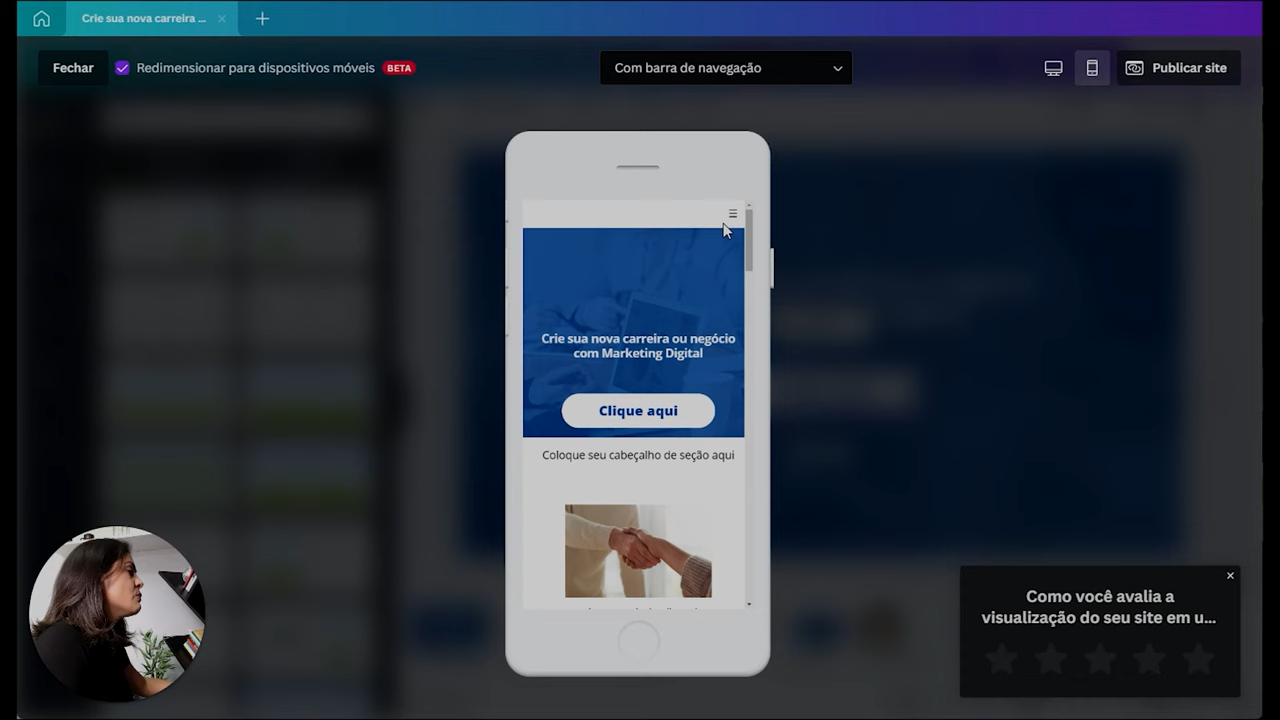 Crie sua nova carreira ...
Fechar
Redimensionar para dispositivos móveis
BETA
Com barra de navegação
Publicar site
Crie sua nova carreira ou negócio
com Marketing Digital
Clique aqui
Coloque seu cabeçalho de seção aqui
Como você avalia a
visualização do seu site em u...